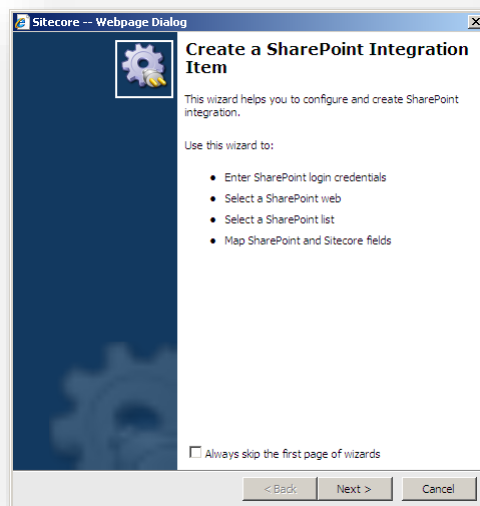 Sitecore -- Webpage Dialog
Create a SharePoint Integration
Item
This wizard helps you to configure and create SharePoint
integration.
Use this wizard to:
• Enter SharePoint login credentials
• Select a SharePoint web
• Select a SharePoint list
• Map SharePoint and Sitecore fields
Always skip the first page of wizards
< Back Next > Cancel